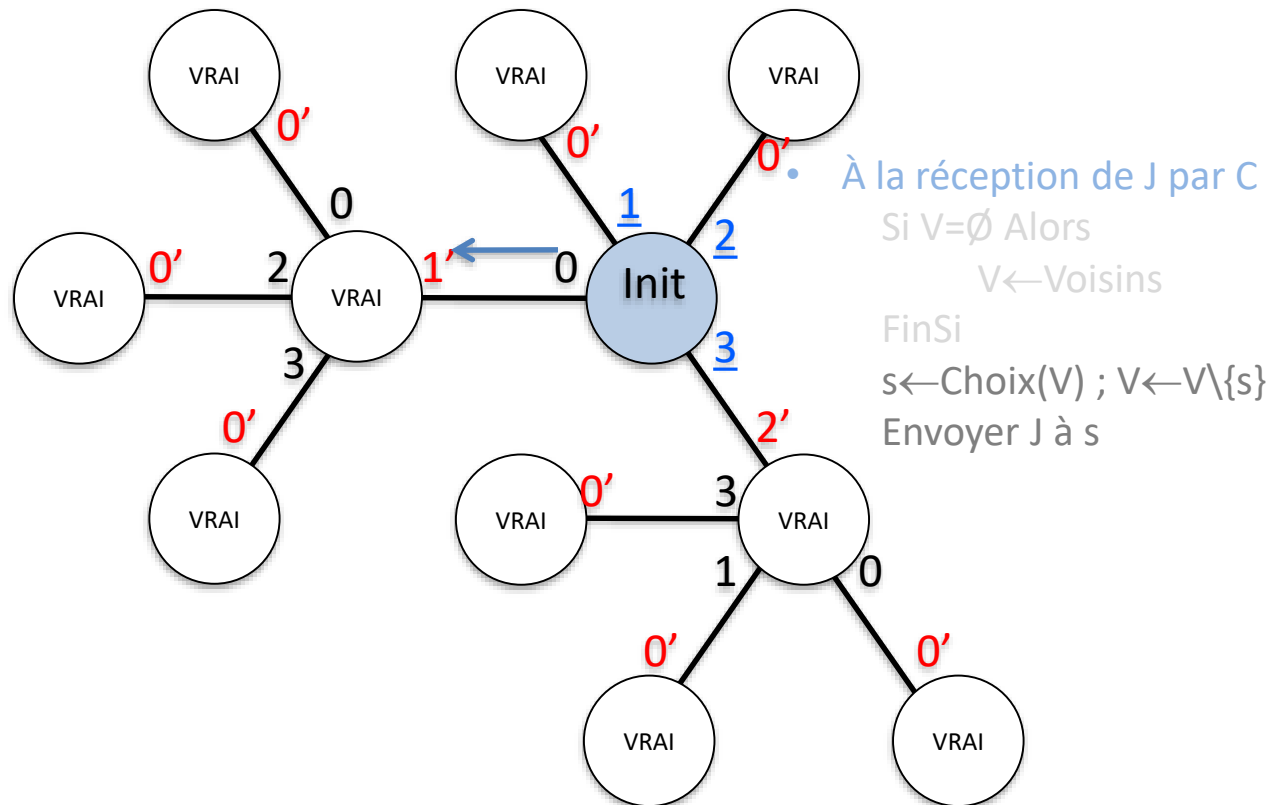 VRAI VRAI VRAI
0’ 0’ 0’
• À la réception de J par C
0 1 2
Si V=Ø Alors
0’ 2 1’ 0 Init
VRAI VRAI
V←Voisins
3 3
FinSi
s←Choix(V) ; V←V\{s}
0’ 2’
Envoyer J à s
0’ 3
VRAI VRAI VRAI
1 0
0’ 0’
VRAI VRAI